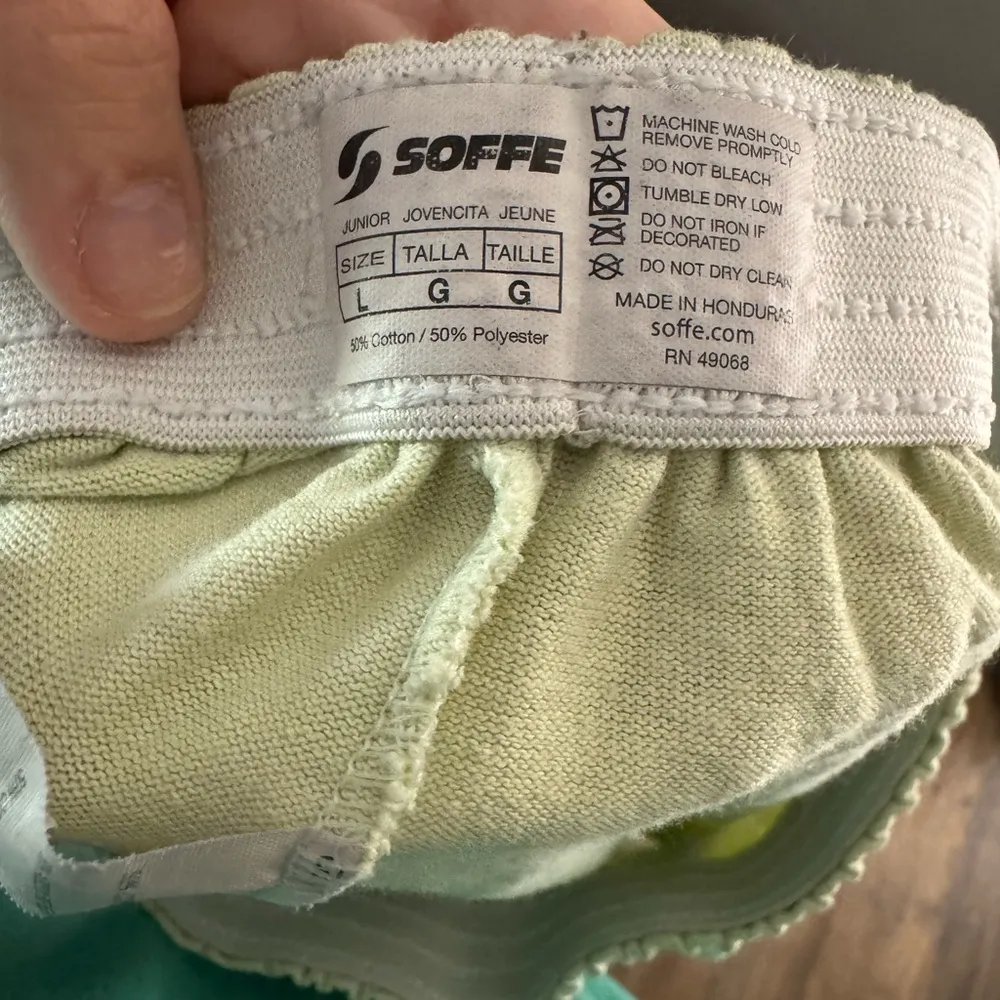 SOFFE
JUNIOR JOVENCITA JEUNE
SIZE TALLA TAILLE
L G G
50% Cotton / 50% Polyester
MACHINE WASH COLD
REMOVE PROMPTLY
DO NOT BLEACH
TUMBLE DRY LOW
DO NOT IRON IF
DECORATED
DO NOT DRY CLEAN
MADE IN HONDURAS
soffe.com
RN 49068